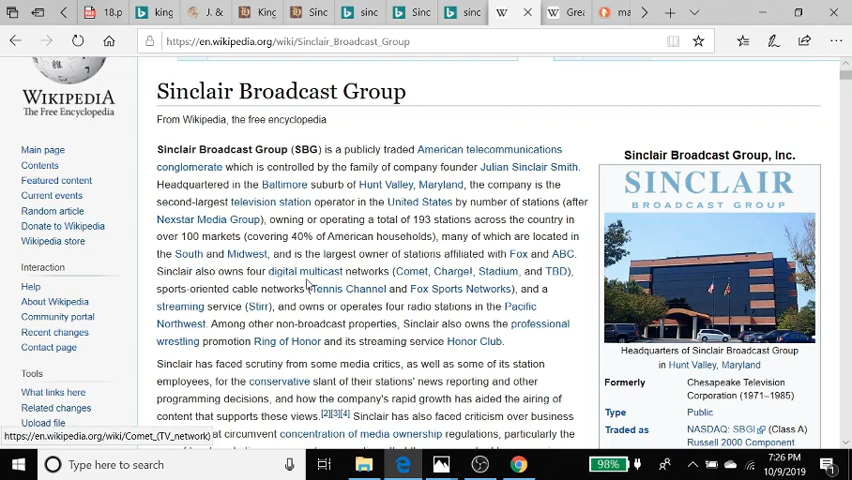 18.p
king
J. &
King
Sinc
sinc
Sinc
sinc
W
W Grea
ma
https://en.wikipedia.org/wiki/Sinclair_Broadcast_Group
WIKIPEDIA
The Free Encyclopedia
Main page
Contents
Featured content
Current events
Random article
Donate to Wikipedia
Wikipedia store
Interaction
Help
About Wikipedia
Community portal
Recent changes
Contact page
Tools
What links here
Related changes
Upload file
Sinclair Broadcast Group
From Wikipedia, the free encyclopedia
Sinclair Broadcast Group (SBG) is a publicly traded American telecommunications
conglomerate which is controlled by the family of company founder Julian Sinclair Smith.
Headquartered in the Baltimore suburb of Hunt Valley, Maryland, the company is the
second-largest television station operator in the United States by number of stations (after
Nexstar Media Group), owning or operating a total of 193 stations across the country in
over 100 markets (covering 40% of American households), many of which are located in
the South and Midwest, and is the largest owner of stations affiliated with Fox and ABC.
Sinclair also owns four digital multicast networks (Comet, Charge!, Stadium, and TBD),
sports-oriented cable networks (Tennis Channel and Fox Sports Networks), and a
streaming service (Stirr), and owns or operates four radio stations in the Pacific
Northwest. Among other non-broadcast properties, Sinclair also owns the professional
wrestling promotion Ring of Honor and its streaming service Honor Club.
Sinclair has faced scrutiny from some media critics, as well as some of its station
employees, for the conservative slant of their stations' news reporting and other
programming decisions, and how the company's rapid growth has aided the airing of
content that supports these views.[2][3][4] Sinclair has also faced criticism over business
at circumvent concentration of media ownership regulations, particularly the
Sinclair Broadcast Group, Inc.
SINCLAIR
BROADCAST GROUP
Headquarters of Sinclair Broadcast Group
in Hunt Valley, Maryland
Formerly Chesapeake Television
Corporation (1971–1985)
Type Public
Traded as NASDAQ: SBGI (Class A)
Russell 2000 Component
https://en.wikipedia.org/wiki/Comet_(TV_network)
Type here to search
98%
7:26 PM
10/9/2019
1